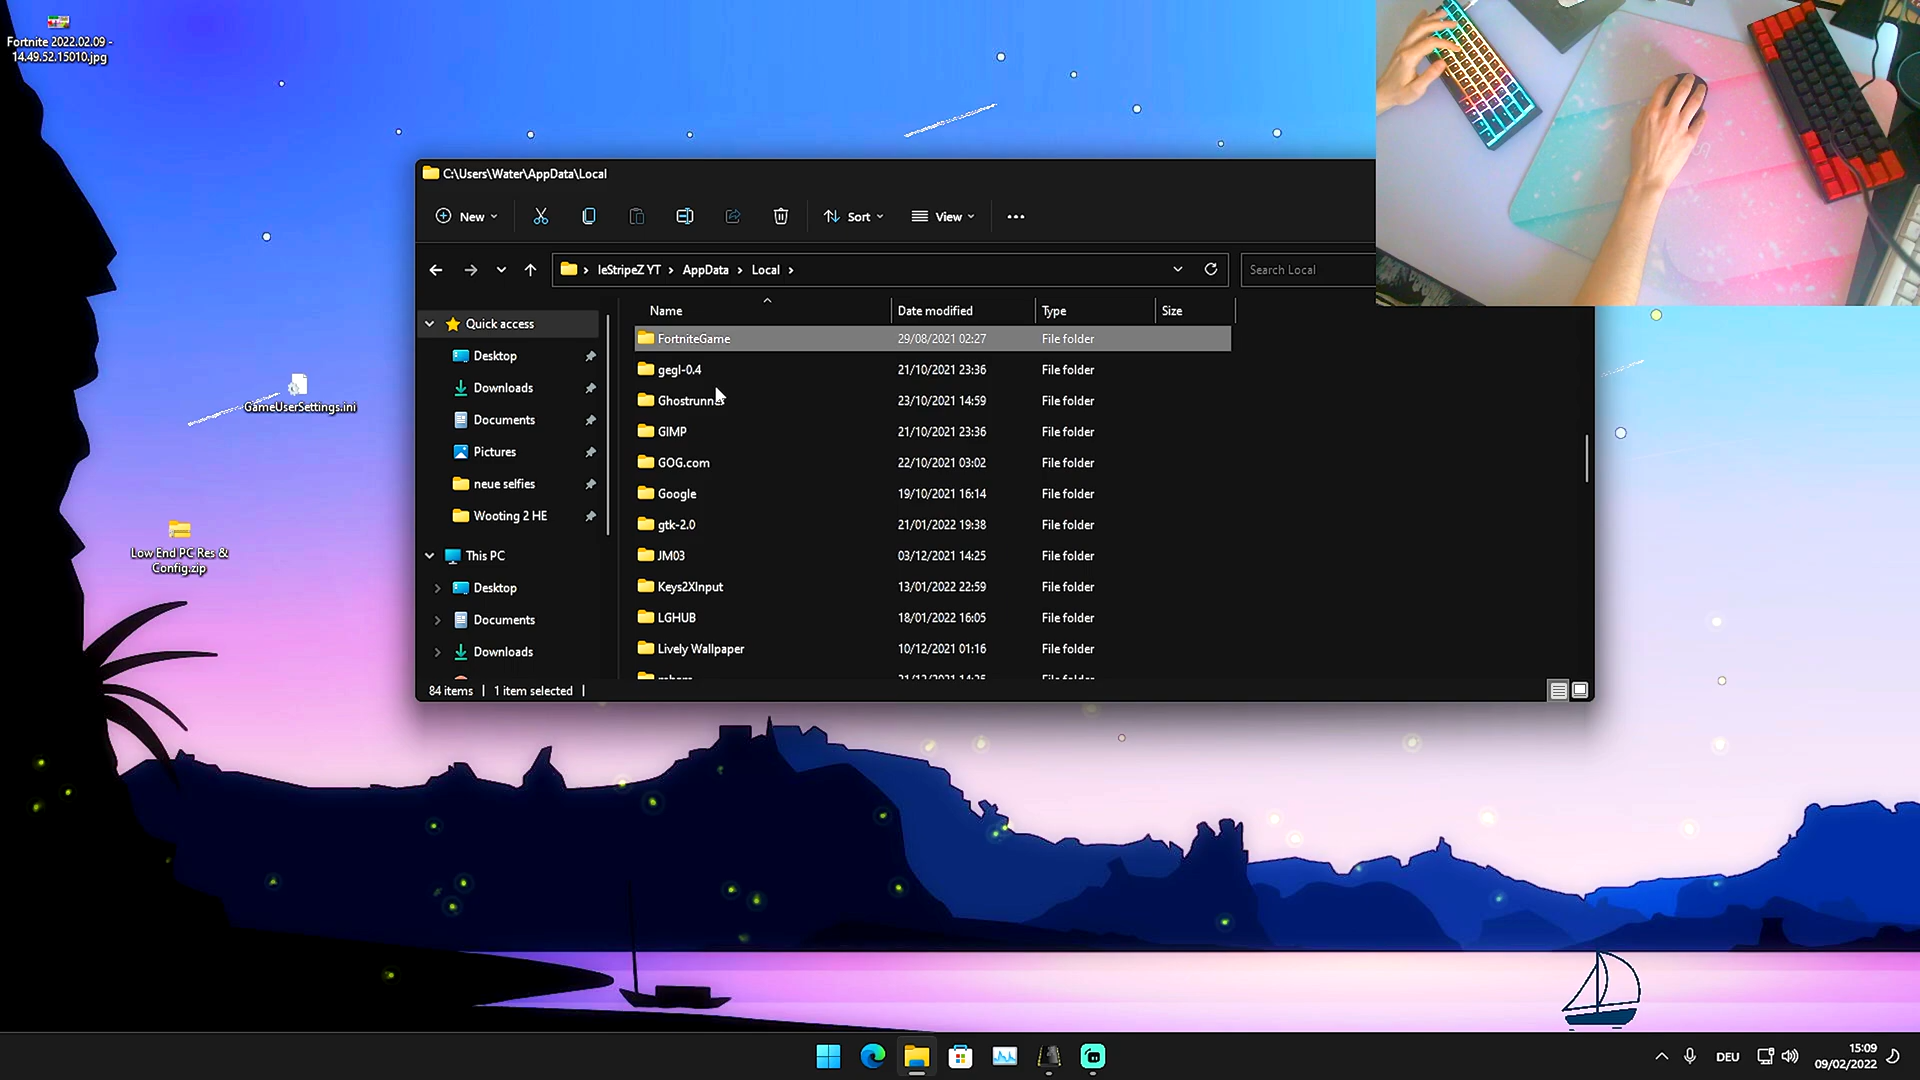 Fortnite 2022.02.09 -
14.49.52.15010.jpg
GameUserSettings.ini
Low End PC Res &
Config.zip
C:\Users\Water\AppData\Local
New
Sort
View
leStripeZ YT
AppData
Local
Search Local
Name
Date modified
Type
Size
Quick access
Desktop
Downloads
Documents
Pictures
neue selfies
Wooting 2 HE
This PC
Desktop
Documents
Downloads
FortniteGame 29/08/2021 02:27 File folder
gegl-0.4 21/10/2021 23:36 File folder
Ghostrunn 23/10/2021 14:59 File folder
GIMP 21/10/2021 23:36 File folder
GOG.com 22/10/2021 03:02 File folder
Google 19/10/2021 16:14 File folder
gtk-2.0 21/01/2022 19:38 File folder
JM03 03/12/2021 14:25 File folder
Keys2XInput 13/01/2022 22:59 File folder
LGHUB 18/01/2022 16:05 File folder
Lively Wallpaper 10/12/2021 01:16 File folder
84 items
1 item selected
DEU
15:09
09/02/2022